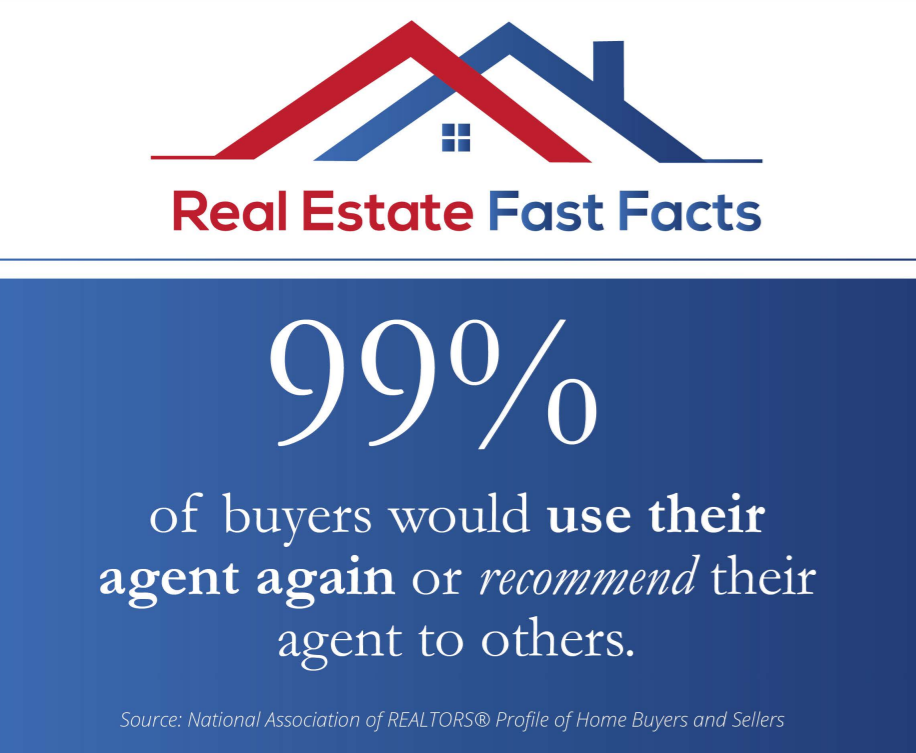 Real Estate Fast Facts
99%
of buyers would use their
agent again or recommend their
agent to others.
Source: National Association of REALTORS® Profile of Home Buyers and Sellers